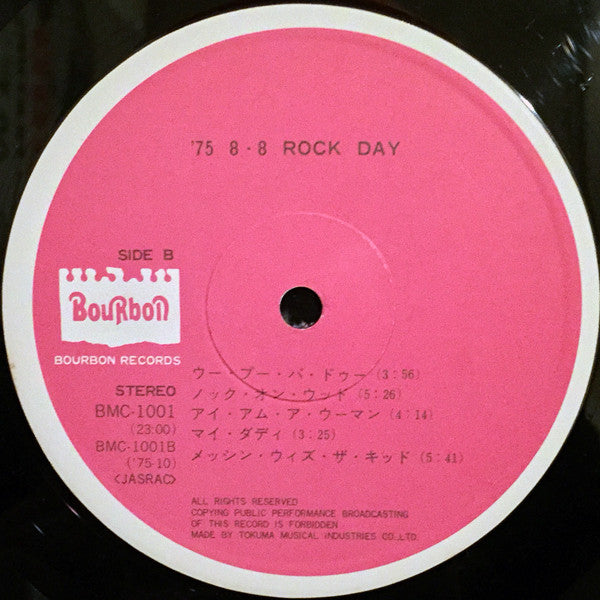 '75 8・8 ROCK DAY
SIDE B
BouRbon
BOURBON RECORDS
STEREO
BMC-1001
(23:00)
BMC-1001B
('75・10)
<JASRAC>
ウー・プー・パ・ドゥー (3:56)
ノック・オン・ウッド (5:26)
アイ・アム・ア・ウーマン (4:14)
マイ・ダディ (3:25)
メッシン・ウィズ・ザ・キッド (5:41)
ALL RIGHTS RESERVED
COPYING PUBLIC PERFORMANCE BROADCASTING
OF THIS RECORD IS FORBIDDEN
MADE BY TOKUMA MUSICAL INDUSTRIES CO.,LTD.